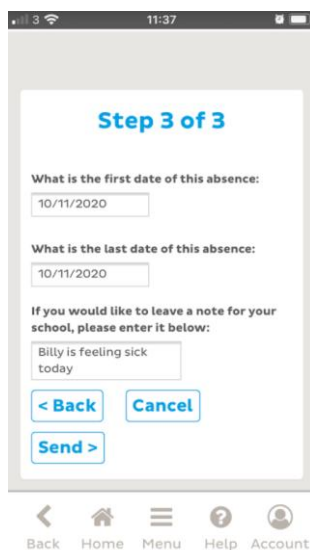 3 11:37
Step 3 of 3
What is the first date of this absence:
10/11/2020
What is the last date of this absence:
10/11/2020
If you would like to leave a note for your
school, please enter it below:
Billy is feeling sick
today
< Back Cancel
Send >
Back Home Menu Help Account